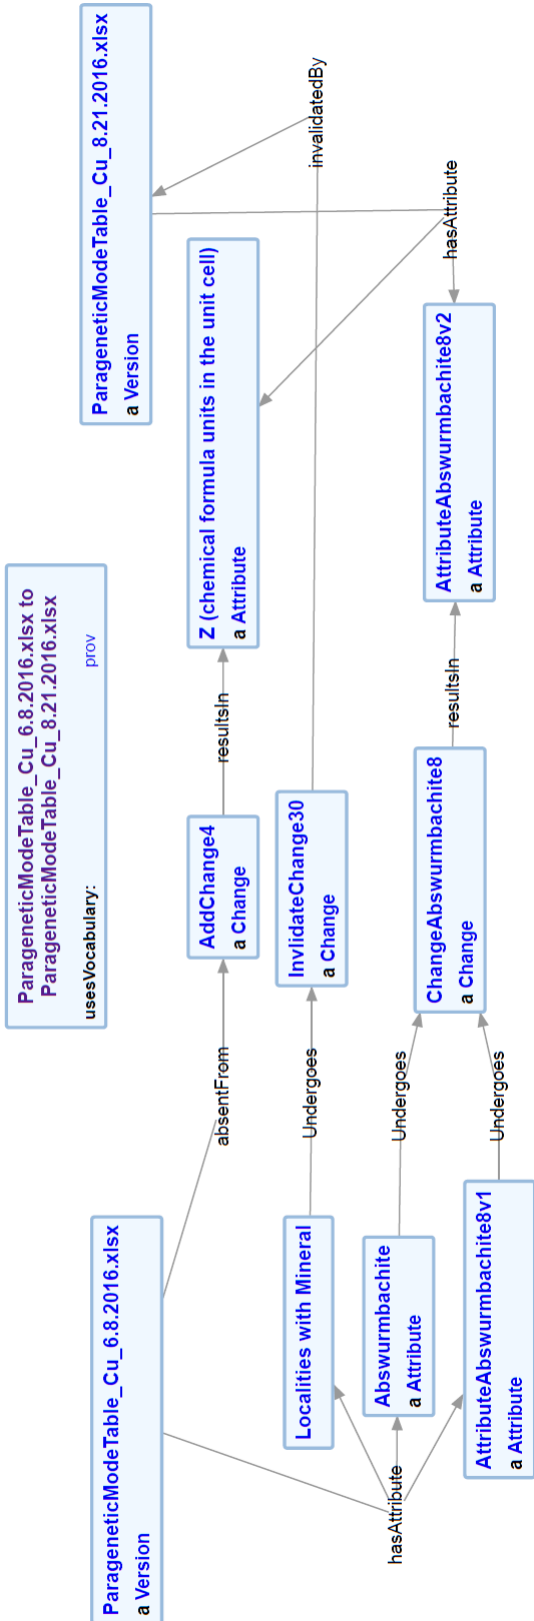 ParageneticModeTable_Cu_6.8.2016.xlsx to
ParageneticModeTable_Cu_8.21.2016.xlsx
usesVocabulary: prov
ParageneticModeTable_Cu_6.8.2016.xlsx
a Version
absentFrom
AddChange4
a Change
resultsIn
Z (chemical formula units in the unit cell)
a Attribute
ParageneticModeTable_Cu_8.21.2016.xlsx
a Version
hasAttribute
Localities with Mineral
Undergoes
InvlidateChange30
a Change
invalidatedBy
Abswurmbachite
a Attribute
Undergoes
ChangeAbswurmbachite8
a Change
resultsIn
AttributeAbswurmbachite8v2
a Attribute
hasAttribute
AttributeAbswurmbachite8v1
a Attribute
Undergoes